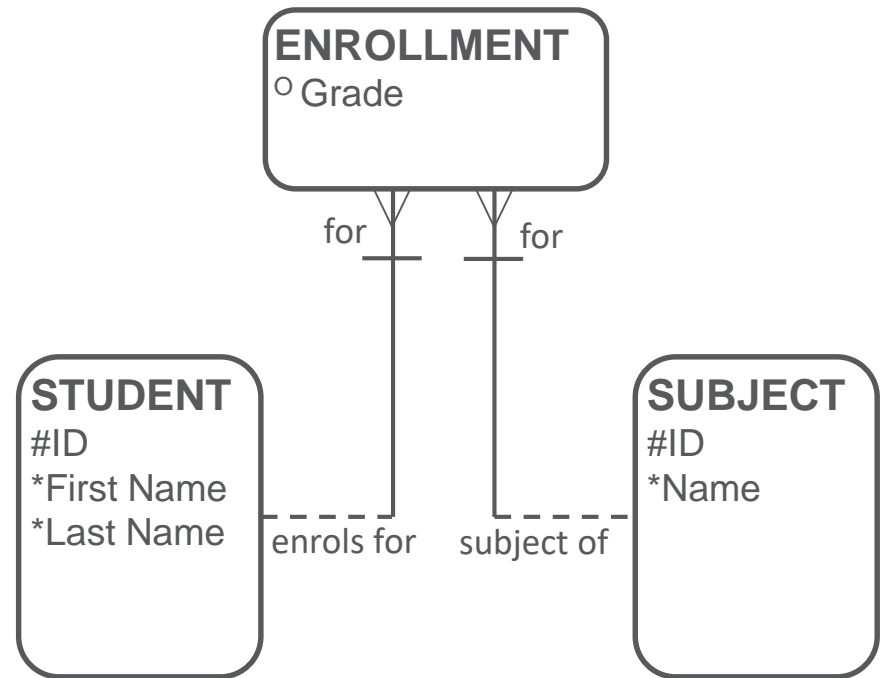 ENROLLMENT
O Grade
for
for
STUDENT
#ID
*First Name
*Last Name
enrols for
subject of
SUBJECT
#ID
*Name